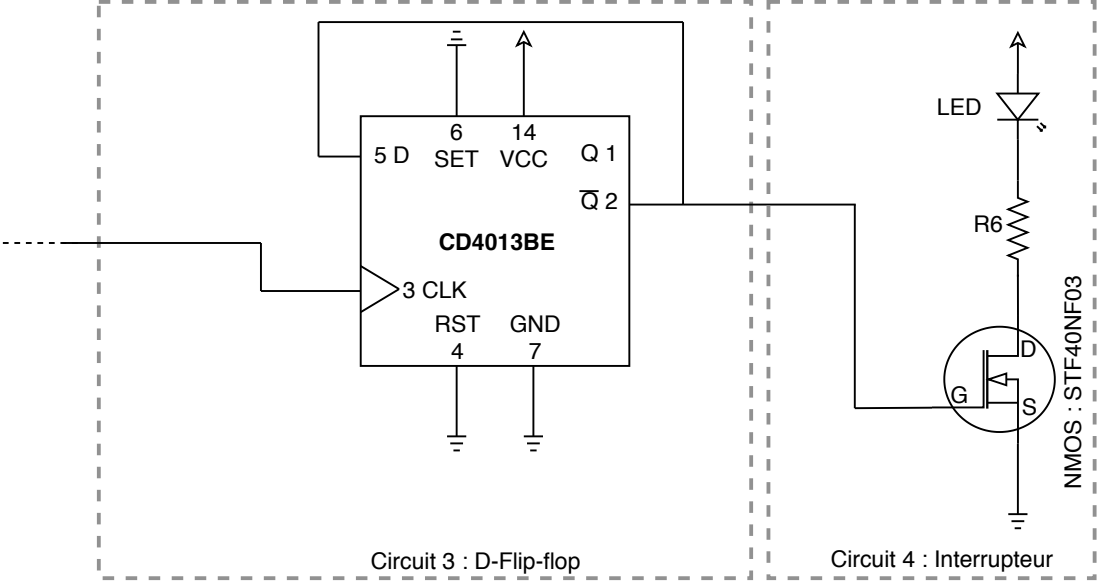 6
14
5 D
SET
VCC
Q 1
Q̅ 2
CD4013BE
3 CLK
RST
GND
4
7
Circuit 3 : D-Flip-flop
LED
R6
D
G
S
NMOS : STF40NF03
Circuit 4 : Interrupteur